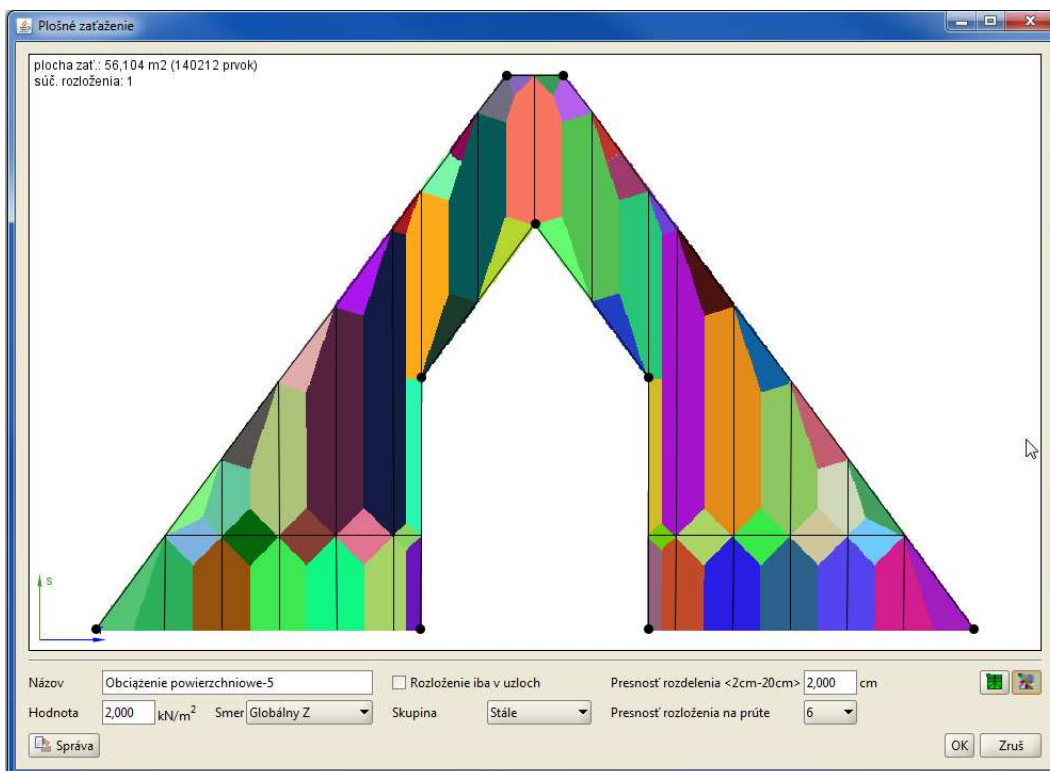 Plošné zaťaženie
plocha zať.: 56,104 m2 (140212 prvok)
súč. rozloženia: 1
s
Názov Obciążenie powierzchniowe-5 Rozloženie iba v uzloch Presnosť rozdelenia <2cm-20cm> 2,000 cm
Hodnota 2,000 kN/m² Smer Globálny Z Skupina Stále Presnosť rozloženia na prúte 6
Správa OK Zruš